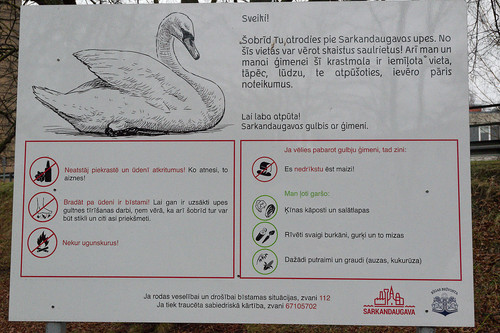 Sveiki!
Šobrīd Tu atrodies pie Sarkandaugavas upes. No
šīs vietas var vērot skaistus saulrietus! Arī man un
manai ģimenei šī krastmala ir iemīļota vieta,
tāpēc, lūdzu, te atpūšoties, ievēro pāris
noteikumus.
Lai laba atpūta!
Sarkandaugavas gulbis ar ģimeni.
Neatstāj piekrastē un ūdenī atkritumus! Ko atnesi, to
aiznes!
Bradāt pa ūdeni ir bīstami! Lai gan ir uzsākti upes
gultnes tīrīšanas darbi, ņem vērā, ka arī šobrīd tur var
būt stikli un citi asi priekšmeti.
Nekur ugunskurus!
Ja vēlies pabarot gulbju ģimeni, tad zini:
Es nedrīkstu ēst maizi!
Man ļoti garšo:
Ķīnas kāposti un salātlapas
Rīvēti svaigi burkāni, gurķi un to mizas
Dažādi putraimi un graudi (auzas, kukurūza)
Ja rodas veselībai un drošībai bīstamas situācijas, zvani 112
Ja tiek traucēta sabiedriskā kārtība, zvani 67105702
SARKANDAUGAVA